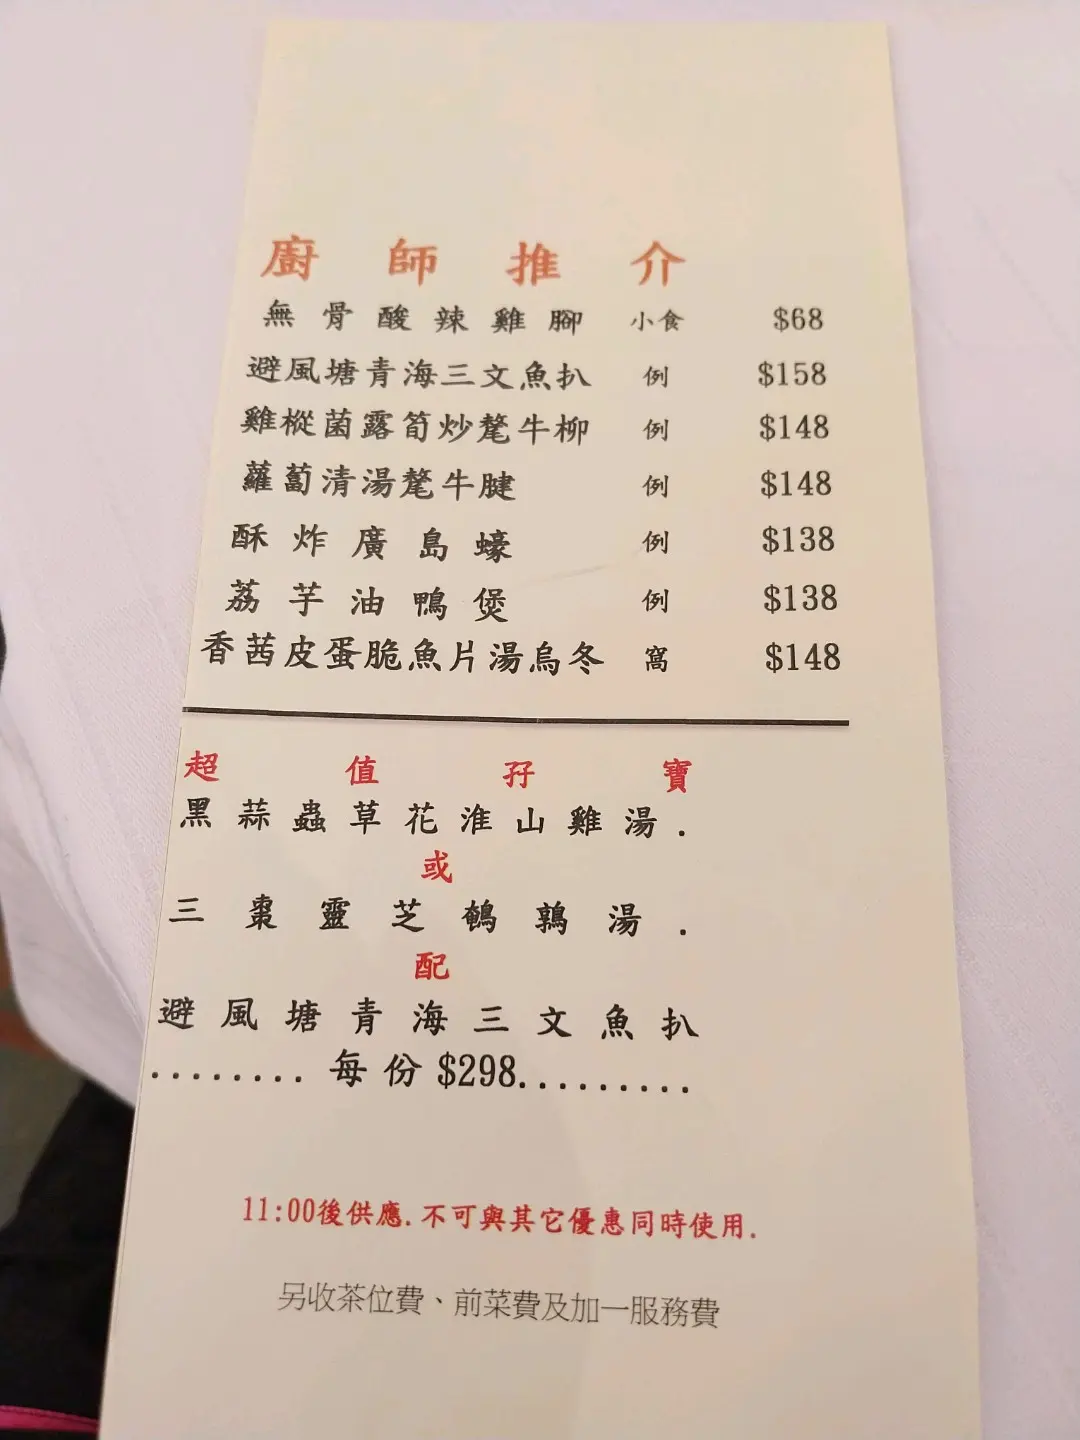 廚師推介
無骨酸辣雞腳 小食 $68
避風塘青海三文魚扒 例 $158
雞樅菌露筍炒氂牛柳 例 $148
蘿蔔清湯氂牛腱 例 $148
酥炸廣島蠔 例 $138
荔芋油鴨煲 例 $138
香茜皮蛋脆魚片湯烏冬 窩 $148
超值孖寶
黑蒜蟲草花淮山雞湯.
或
三棗靈芝鵪鶉湯.
配
避風塘青海三文魚扒
........每份$298.........
11:00後供應.不可與其它優惠同時使用.
另收茶位費、前菜費及加一服務費